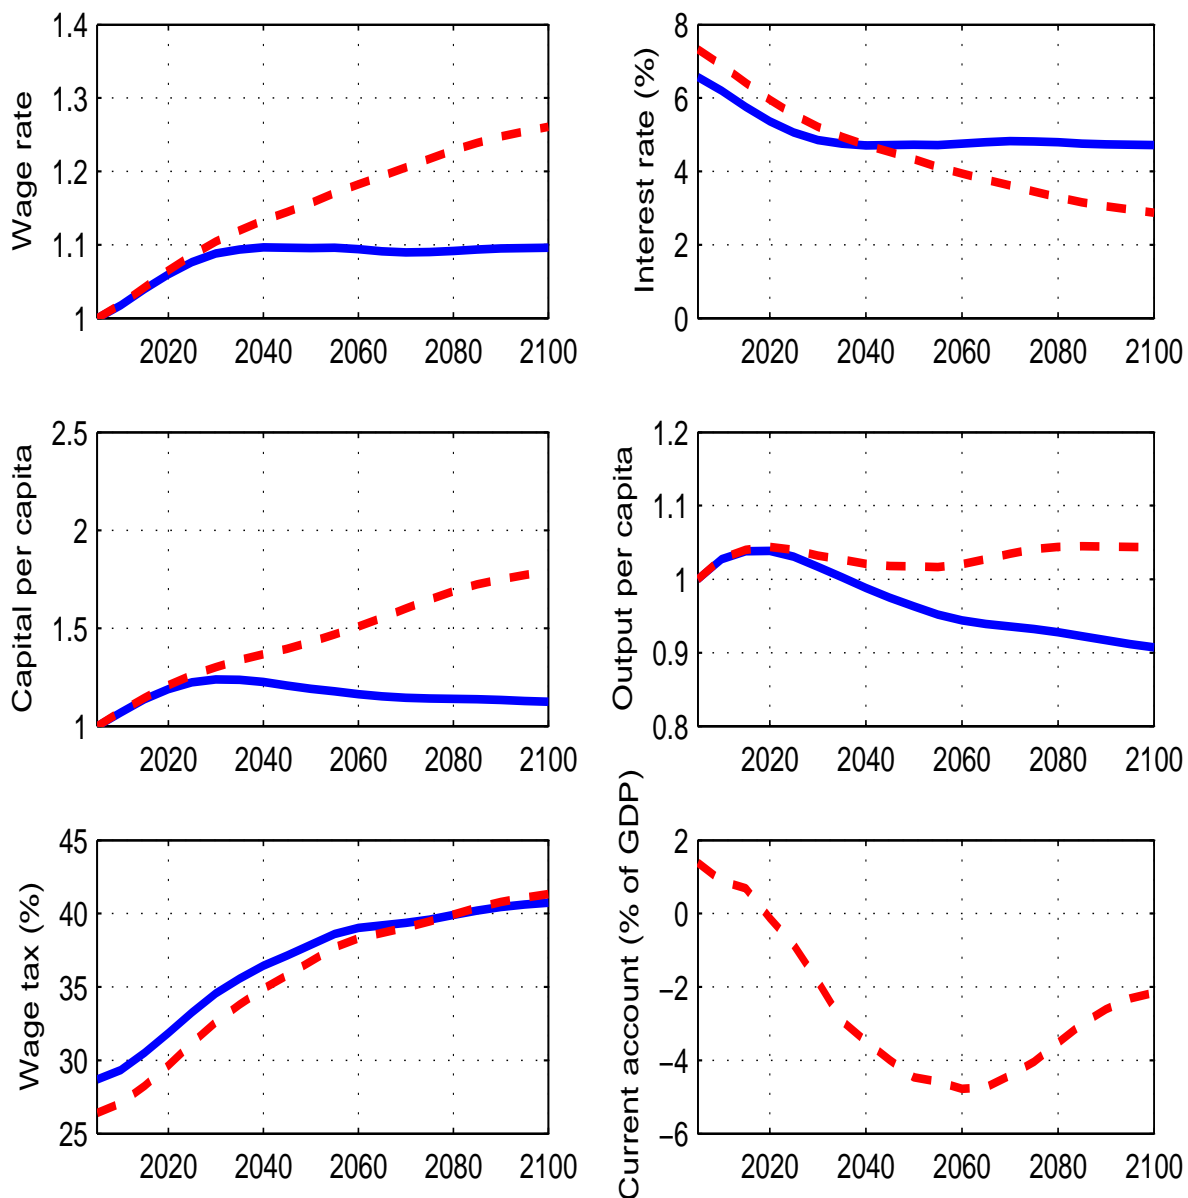 Wage rate
1.4
1.3
1.2
1.1
1
2020 2040 2060 2080 2100
Interest rate (%)
8
6
4
2
0
2020 2040 2060 2080 2100
Capital per capita
2.5
2
1.5
1
2020 2040 2060 2080 2100
Output per capita
1.2
1.1
1
0.9
0.8
2020 2040 2060 2080 2100
Wage tax (%)
45
40
35
30
25
2020 2040 2060 2080 2100
Current account (% of GDP)
2
0
−2
−4
−6
2020 2040 2060 2080 2100